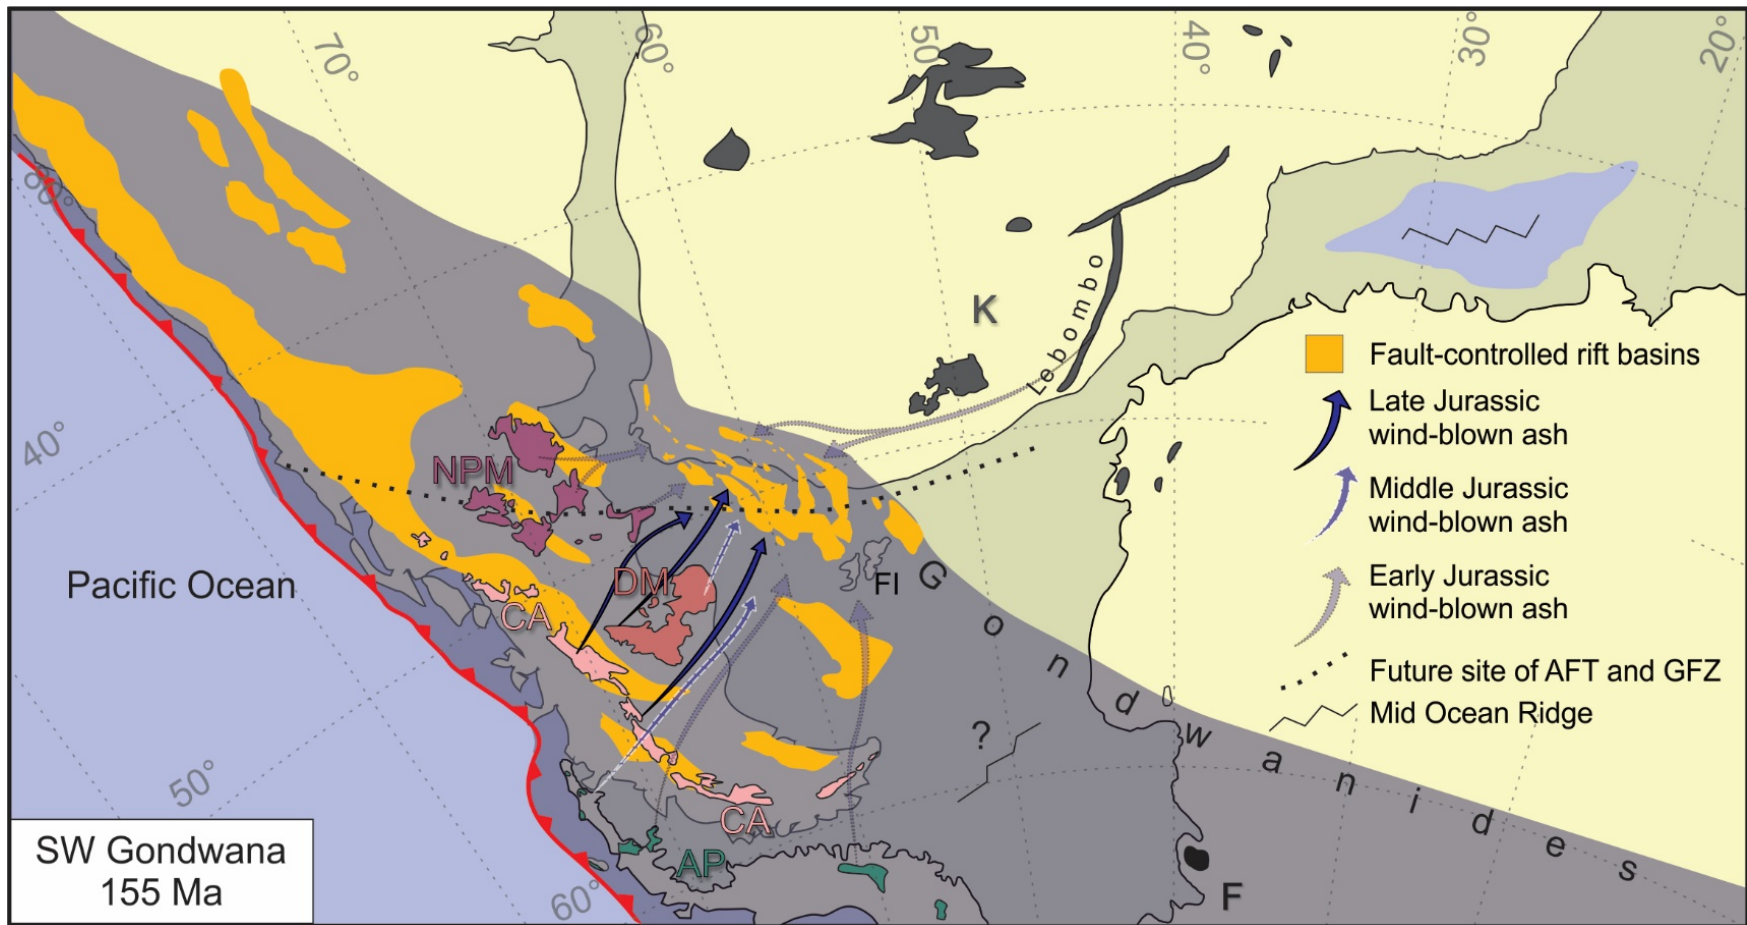 70°
60°
50
40°
30°
20°
60°
K
Lebombo
Fault-controlled rift basins
Late Jurassic
wind-blown ash
Middle Jurassic
wind-blown ash
Early Jurassic
wind-blown ash
Future site of AFT and GFZ
Mid Ocean Ridge
40°
NPM
Pacific Ocean
DM
FI
CA
Gondwanides
?
50°
CA
AP
SW Gondwana
155 Ma
60°
F